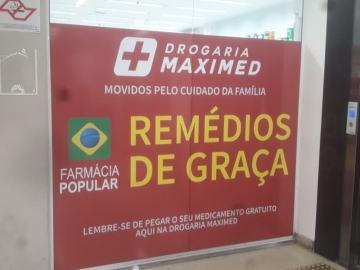 DROGARIA
MAXIMED
MOVIDOS PELO CUIDADO DA FAMÍLIA
REMÉDIOS
DE GRAÇA
FARMÁCIA
POPULAR
LEMBRE-SE DE PEGAR O SEU MEDICAMENTO GRATUITO
AQUI NA DROGARIA MAXIMED